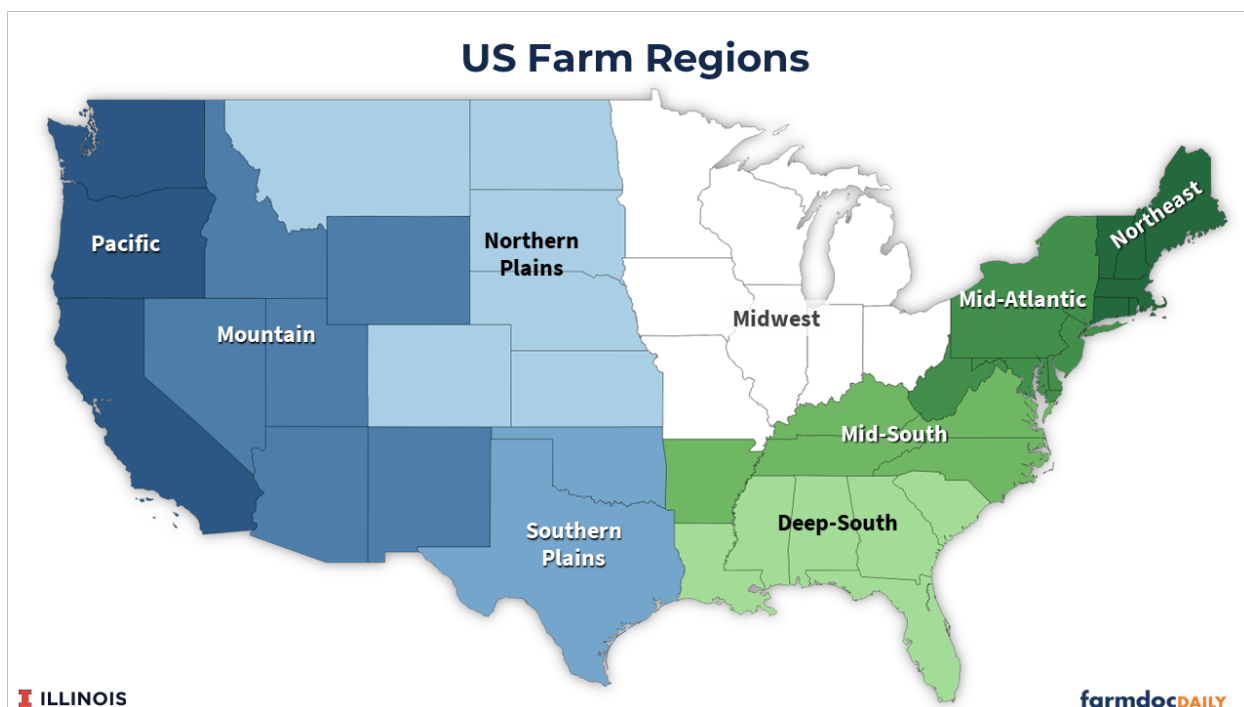 US Farm Regions
Pacific
Mountain
Northern
Plains
Midwest
Northeast
Mid-Atlantic
Mid-South
Deep-South
Southern
Plains
I ILLINOIS
farmdocDAILY